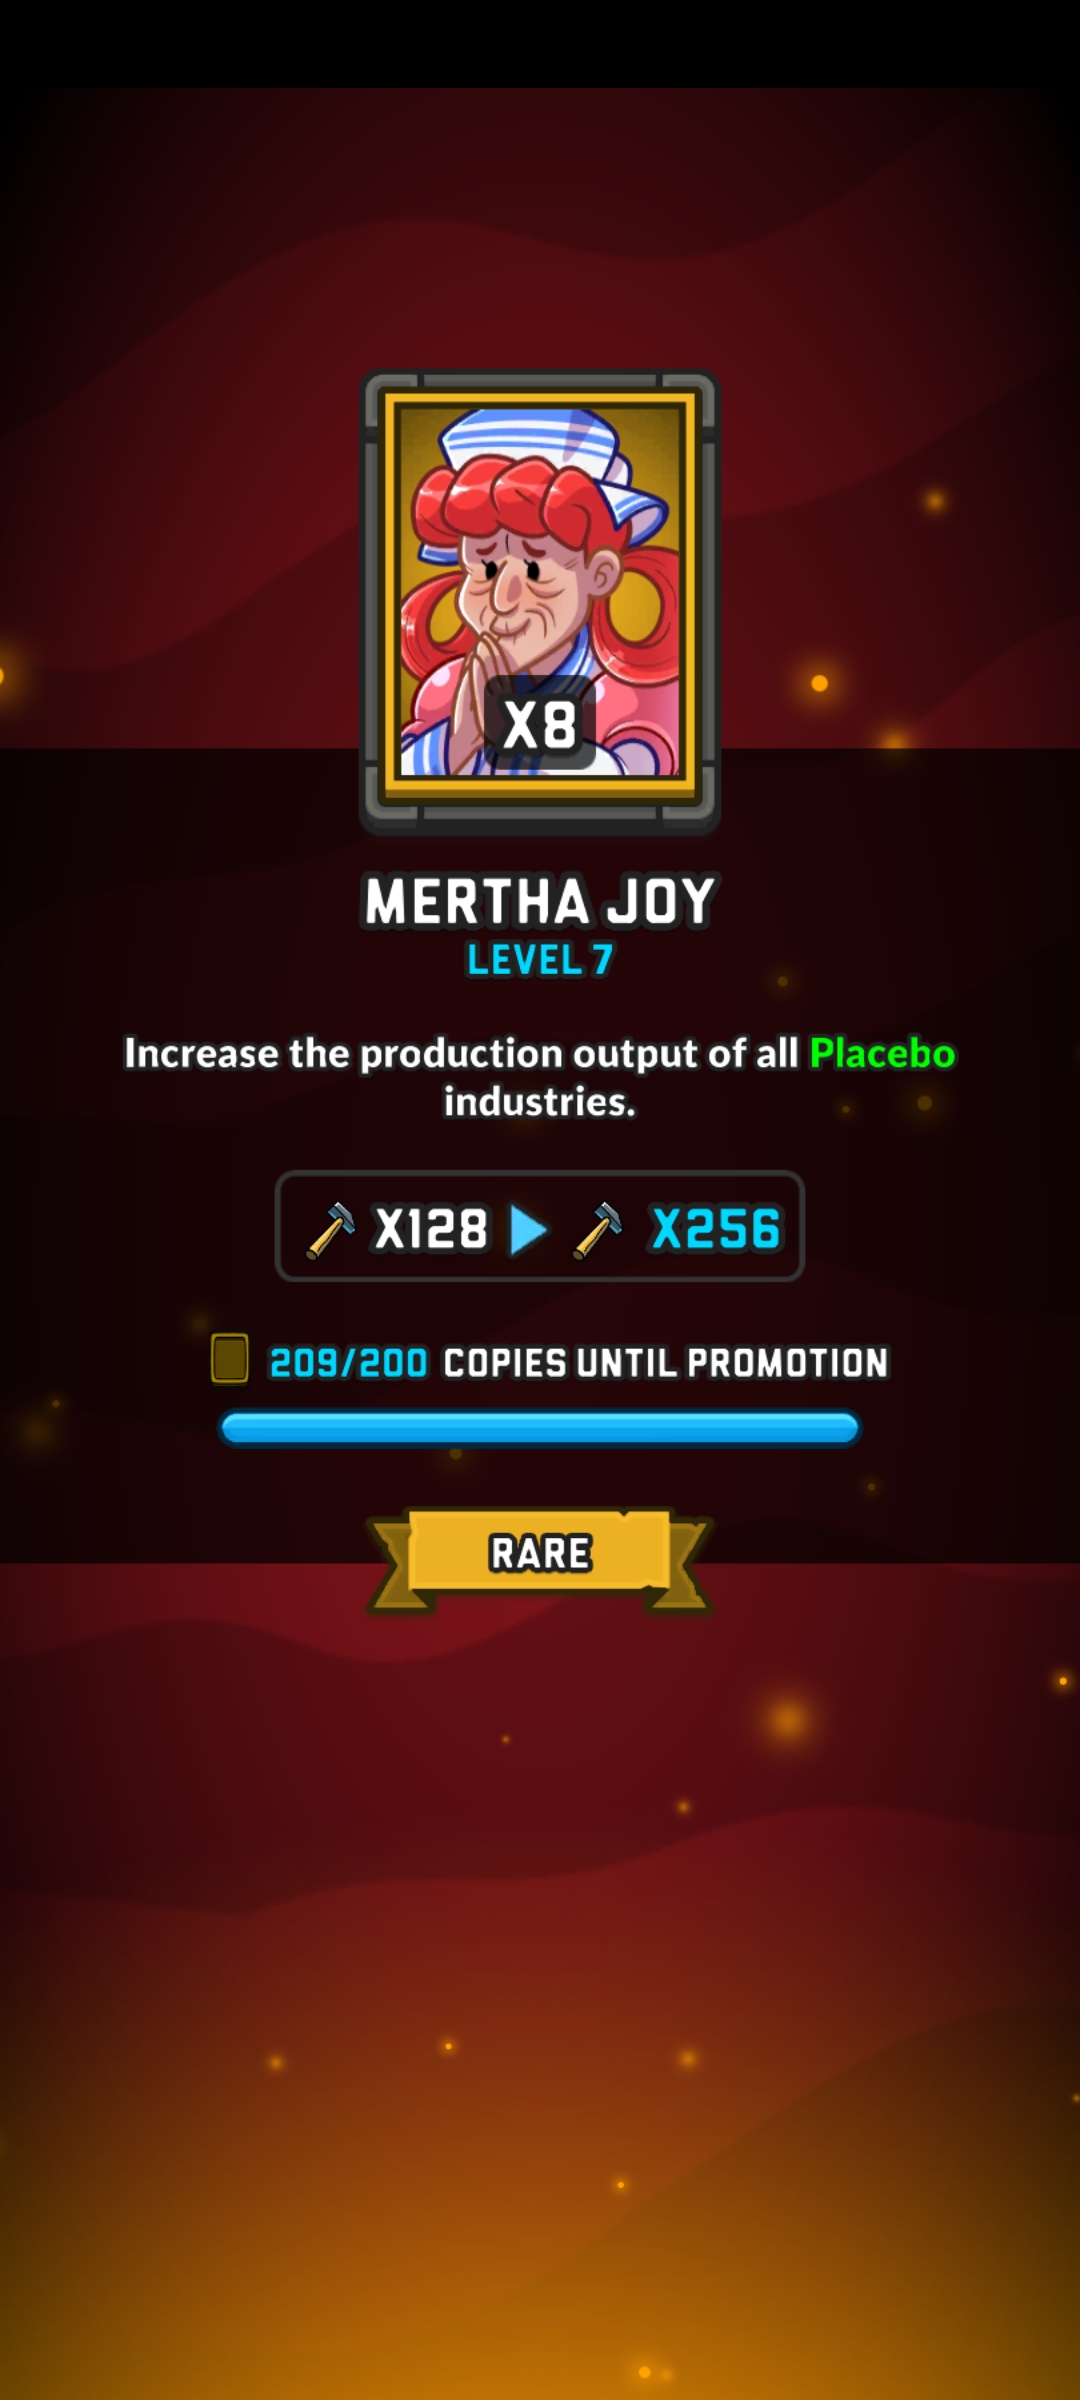 X8
MERTHA JOY
LEVEL 7
Increase the production output of all Placebo
industries.
X128 X256
209/200 COPIES UNTIL PROMOTION
RARE